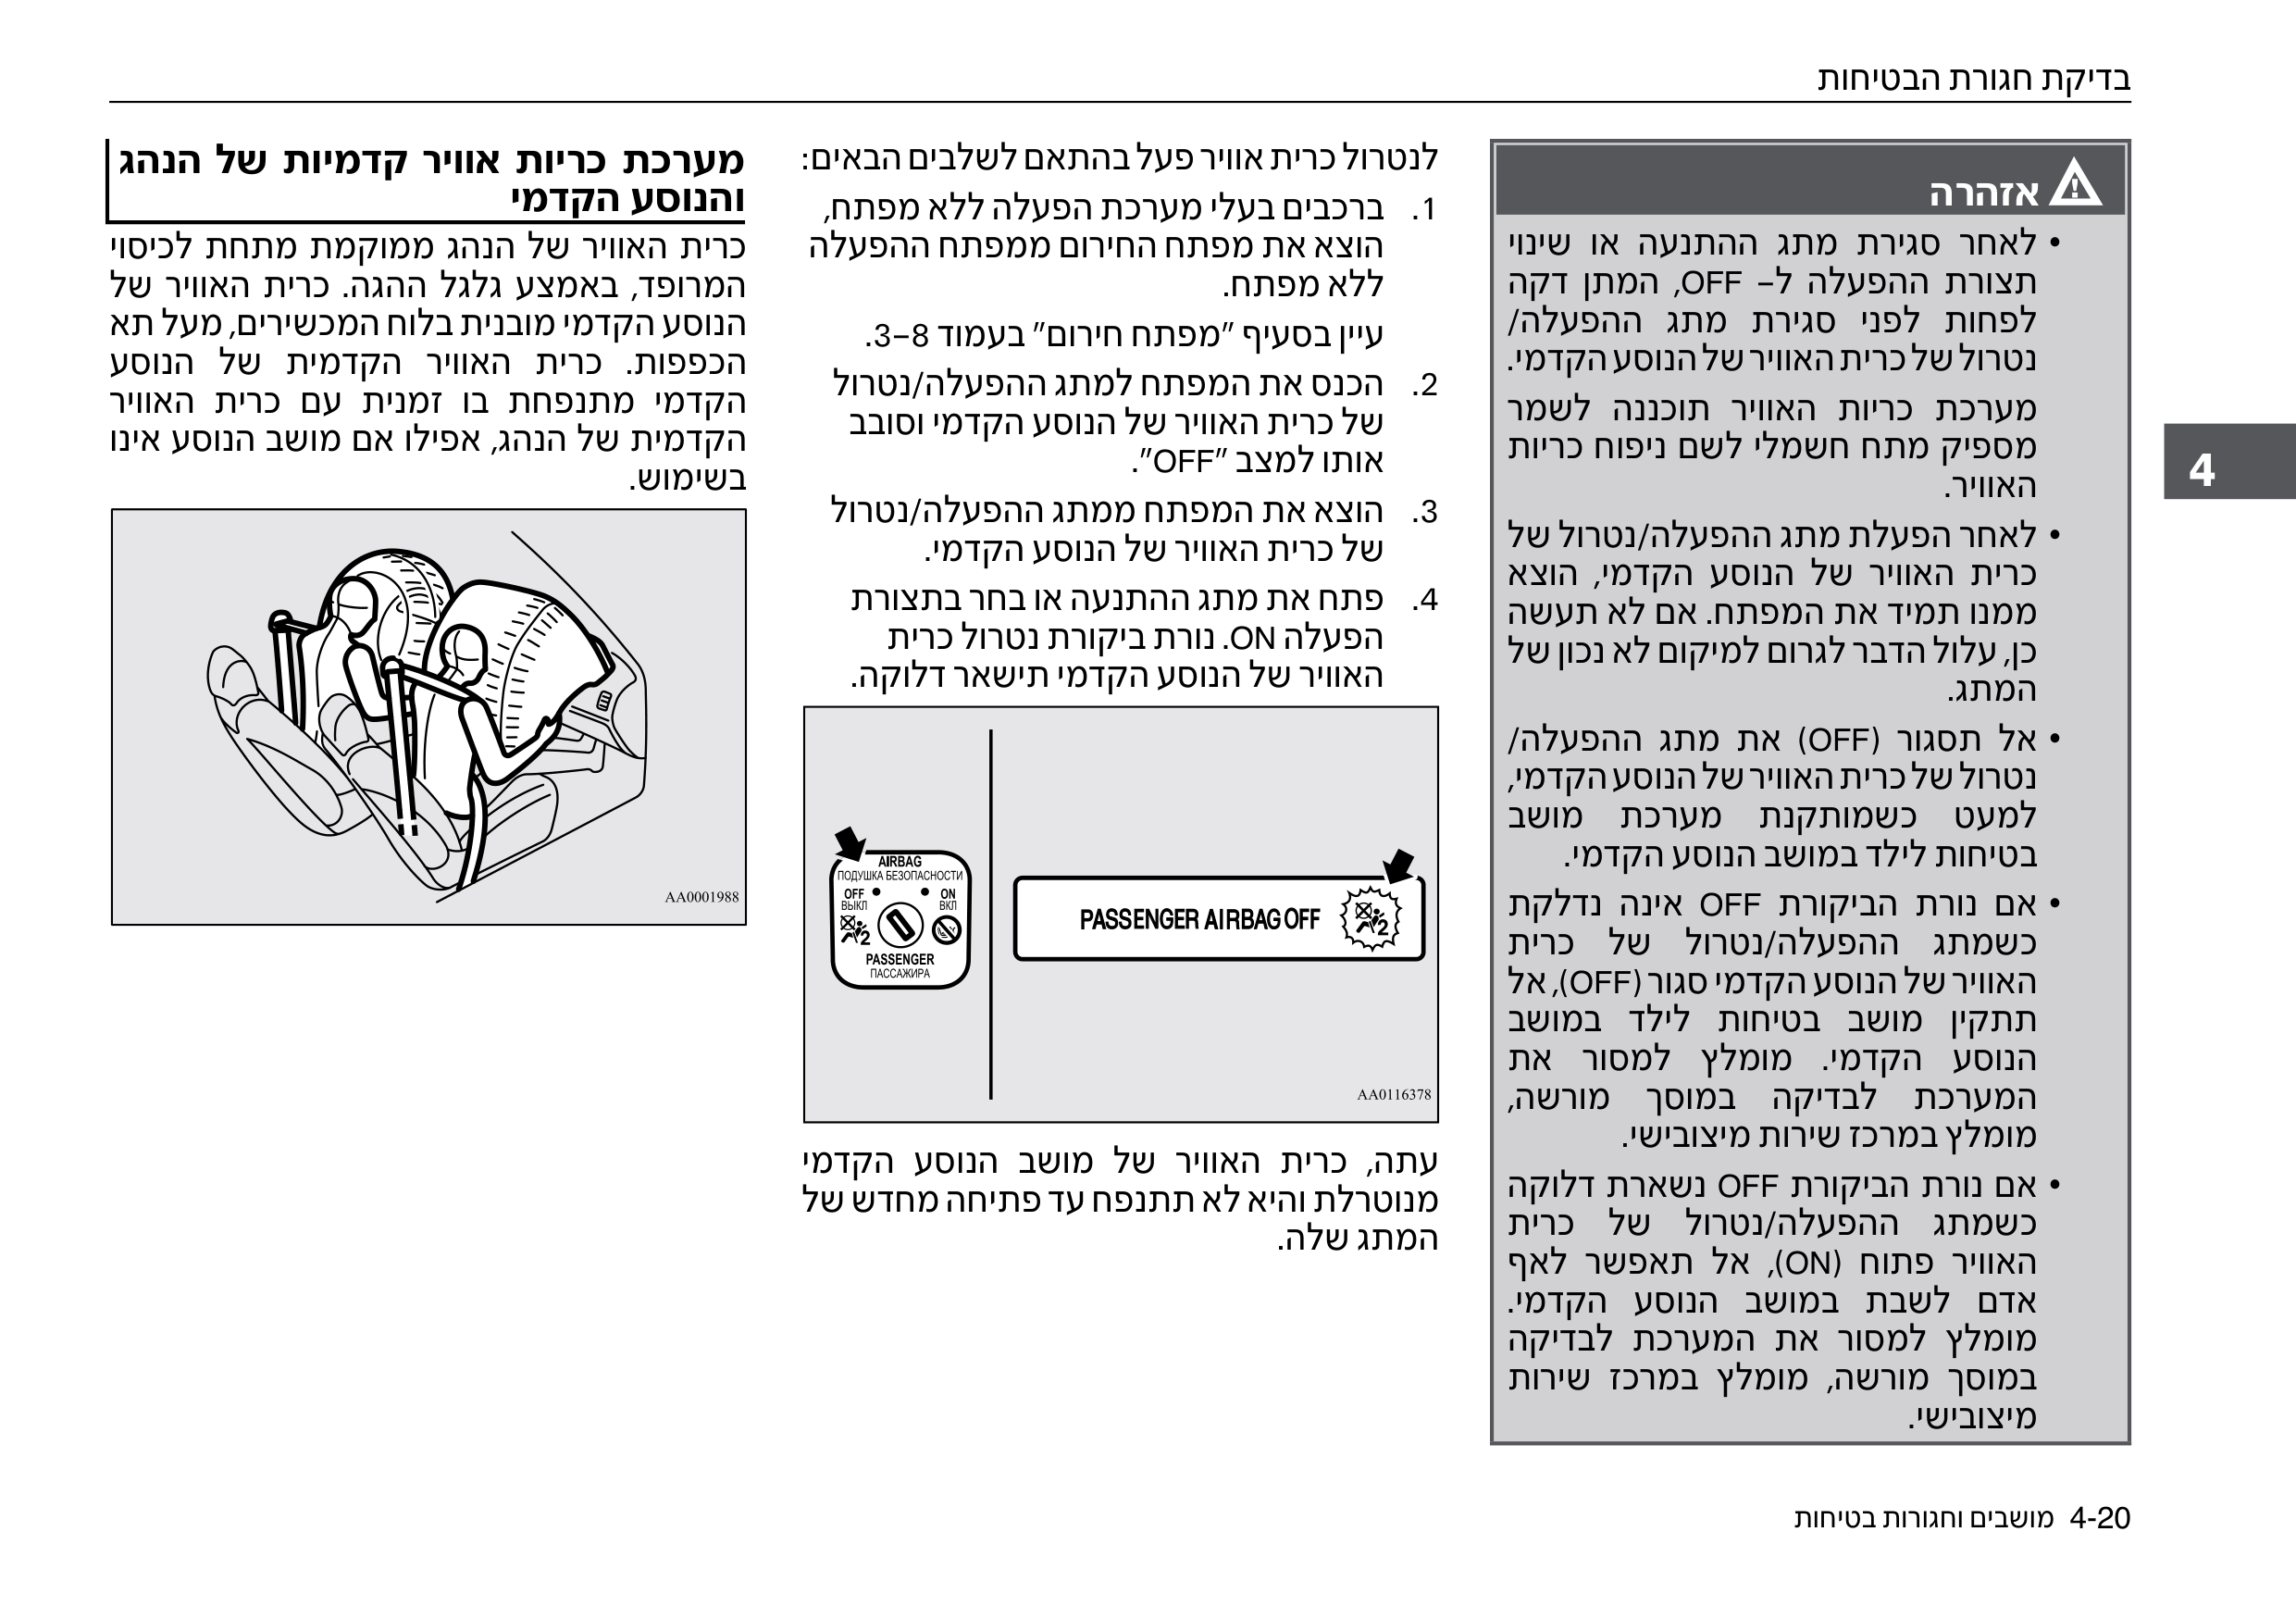 בדיקת חגורת הבטיחות
אזהרה
• לאחר סגירת מתג ההתנעה או שינוי
תצורת ההפעלה ל– OFF, המתן דקה
לפחות לפני סגירת מתג ההפעלה/
נטרול של כרית האוויר של הנוסע הקדמי.
מערכת כריות האוויר תוכננה לשמר
מספיק מתח חשמלי לשם ניפוח כריות
האוויר.
• לאחר הפעלת מתג ההפעלה/נטרול של
כרית האוויר של הנוסע הקדמי, הוצא
ממנו תמיד את המפתח. אם לא תעשה
כן, עלול הדבר לגרום למיקום לא נכון של
המתג.
• אל תסגור (OFF) את מתג ההפעלה/
נטרול של כרית האוויר של הנוסע הקדמי,
למעט כשמותקנת מערכת מושב
בטיחות לילד במושב הנוסע הקדמי.
• אם נורת הביקורת OFF אינה נדלקת
כשמתג ההפעלה/נטרול של כרית
האוויר של הנוסע הקדמי סגור (OFF), אל
תתקין מושב בטיחות לילד במושב
הנוסע הקדמי. מומלץ למסור את
המערכת לבדיקה במוסך מורשה,
מומלץ במרכז שירות מיצובישי.
• אם נורת הביקורת OFF נשארת דלוקה
כשמתג ההפעלה/נטרול של כרית
האוויר פתוח (ON), אל תאפשר לאף
אדם לשבת במושב הנוסע הקדמי.
מומלץ למסור את המערכת לבדיקה
במוסך מורשה, מומלץ במרכז שירות
מיצובישי.
לנטרול כרית אוויר פעל בהתאם לשלבים הבאים:
1. ברכבים בעלי מערכת הפעלה ללא מפתח,
הוצא את מפתח החירום ממפתח ההפעלה
ללא מפתח.
עיין בסעיף "מפתח חירום" בעמוד 3–8.
2. הכנס את המפתח למתג ההפעלה/נטרול
של כרית האוויר של הנוסע הקדמי וסובב
אותו למצב "OFF".
3. הוצא את המפתח ממתג ההפעלה/נטרול
של כרית האוויר של הנוסע הקדמי.
4. פתח את מתג ההתנעה או בחר בתצורת
הפעלה ON. נורת ביקורת נטרול כרית
האוויר של הנוסע הקדמי תישאר דלוקה.
AIRBAG
ПОДУШКА БЕЗОПАСНОСТИ
OFF ON
ВЫКЛ ВКЛ
2
PASSENGER
ПАССАЖИРА
PASSENGER AIRBAG OFF 2
AA0116378
עתה, כרית האוויר של מושב הנוסע הקדמי
מנוטרלת והיא לא תתנפח עד פתיחה מחדש של
המתג שלה.
מערכת כריות אוויר קדמיות של הנהג
והנוסע הקדמי
כרית האוויר של הנהג ממוקמת מתחת לכיסוי
המרופד, באמצע גלגל ההגה. כרית האוויר של
הנוסע הקדמי מובנית בלוח המכשירים, מעל תא
הכפפות. כרית האוויר הקדמית של הנוסע
הקדמי מתנפחת בו זמנית עם כרית האוויר
הקדמית של הנהג, אפילו אם מושב הנוסע אינו
בשימוש.
AA0001988
4
4-20 מושבים וחגורות בטיחות